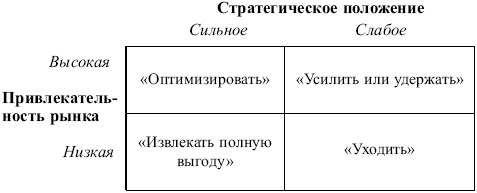 Стратегическое положение
Сильное Слабое
Высокая
«Оптимизировать» «Усилить или удержать»
Привлекатель-
ность рынка
«Извлекать полную
выгоду» «Уходить»
Низкая